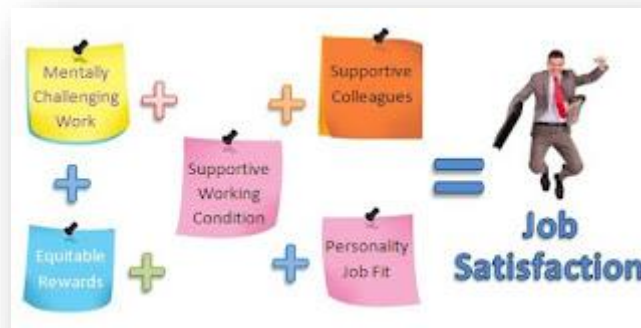 Mentally
Challenging
Work
+
+
Supportive
Colleagues
+
Supportive
Working
Condition
=
Equitable
Rewards
+
+
Personality
Job Fit
Job
Satisfaction